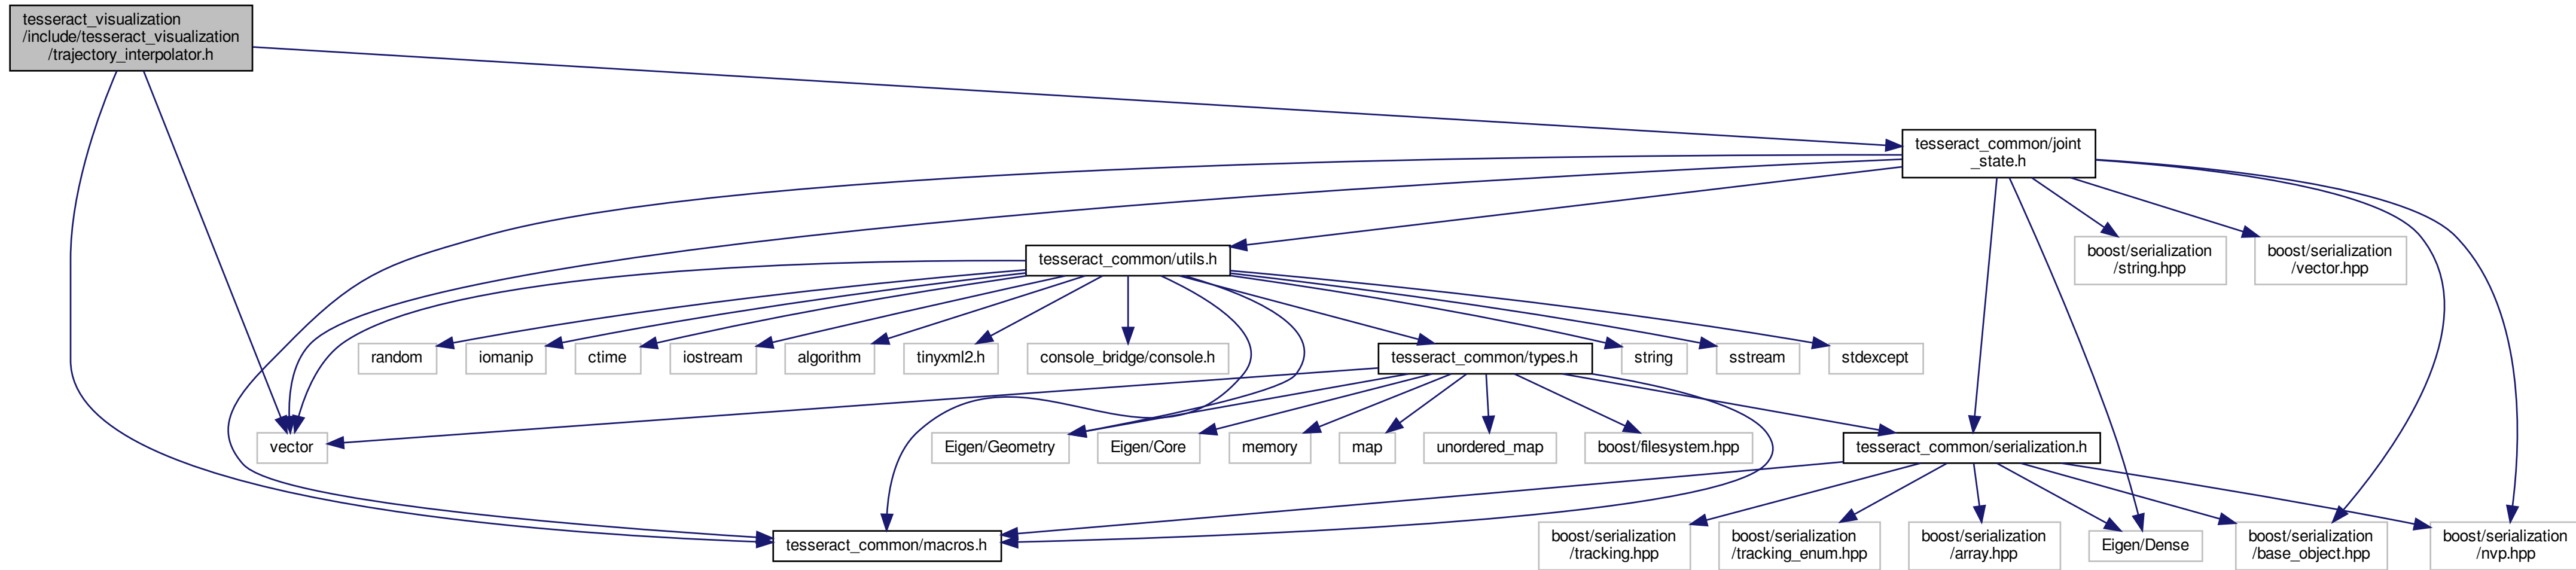 tesseract_visualization
/include/tesseract_visualization
/trajectory_interpolator.h
tesseract_common/joint
_state.h
tesseract_common/utils.h
boost/serialization
/string.hpp
boost/serialization
/vector.hpp
random
iomanip
ctime
iostream
algorithm
tinyxml2.h
console_bridge/console.h
tesseract_common/types.h
string
sstream
stdexcept
vector
Eigen/Geometry
Eigen/Core
memory
map
unordered_map
boost/filesystem.hpp
tesseract_common/serialization.h
tesseract_common/macros.h
boost/serialization
/tracking.hpp
boost/serialization
/tracking_enum.hpp
boost/serialization
/array.hpp
Eigen/Dense
boost/serialization
/base_object.hpp
boost/serialization
/nvp.hpp